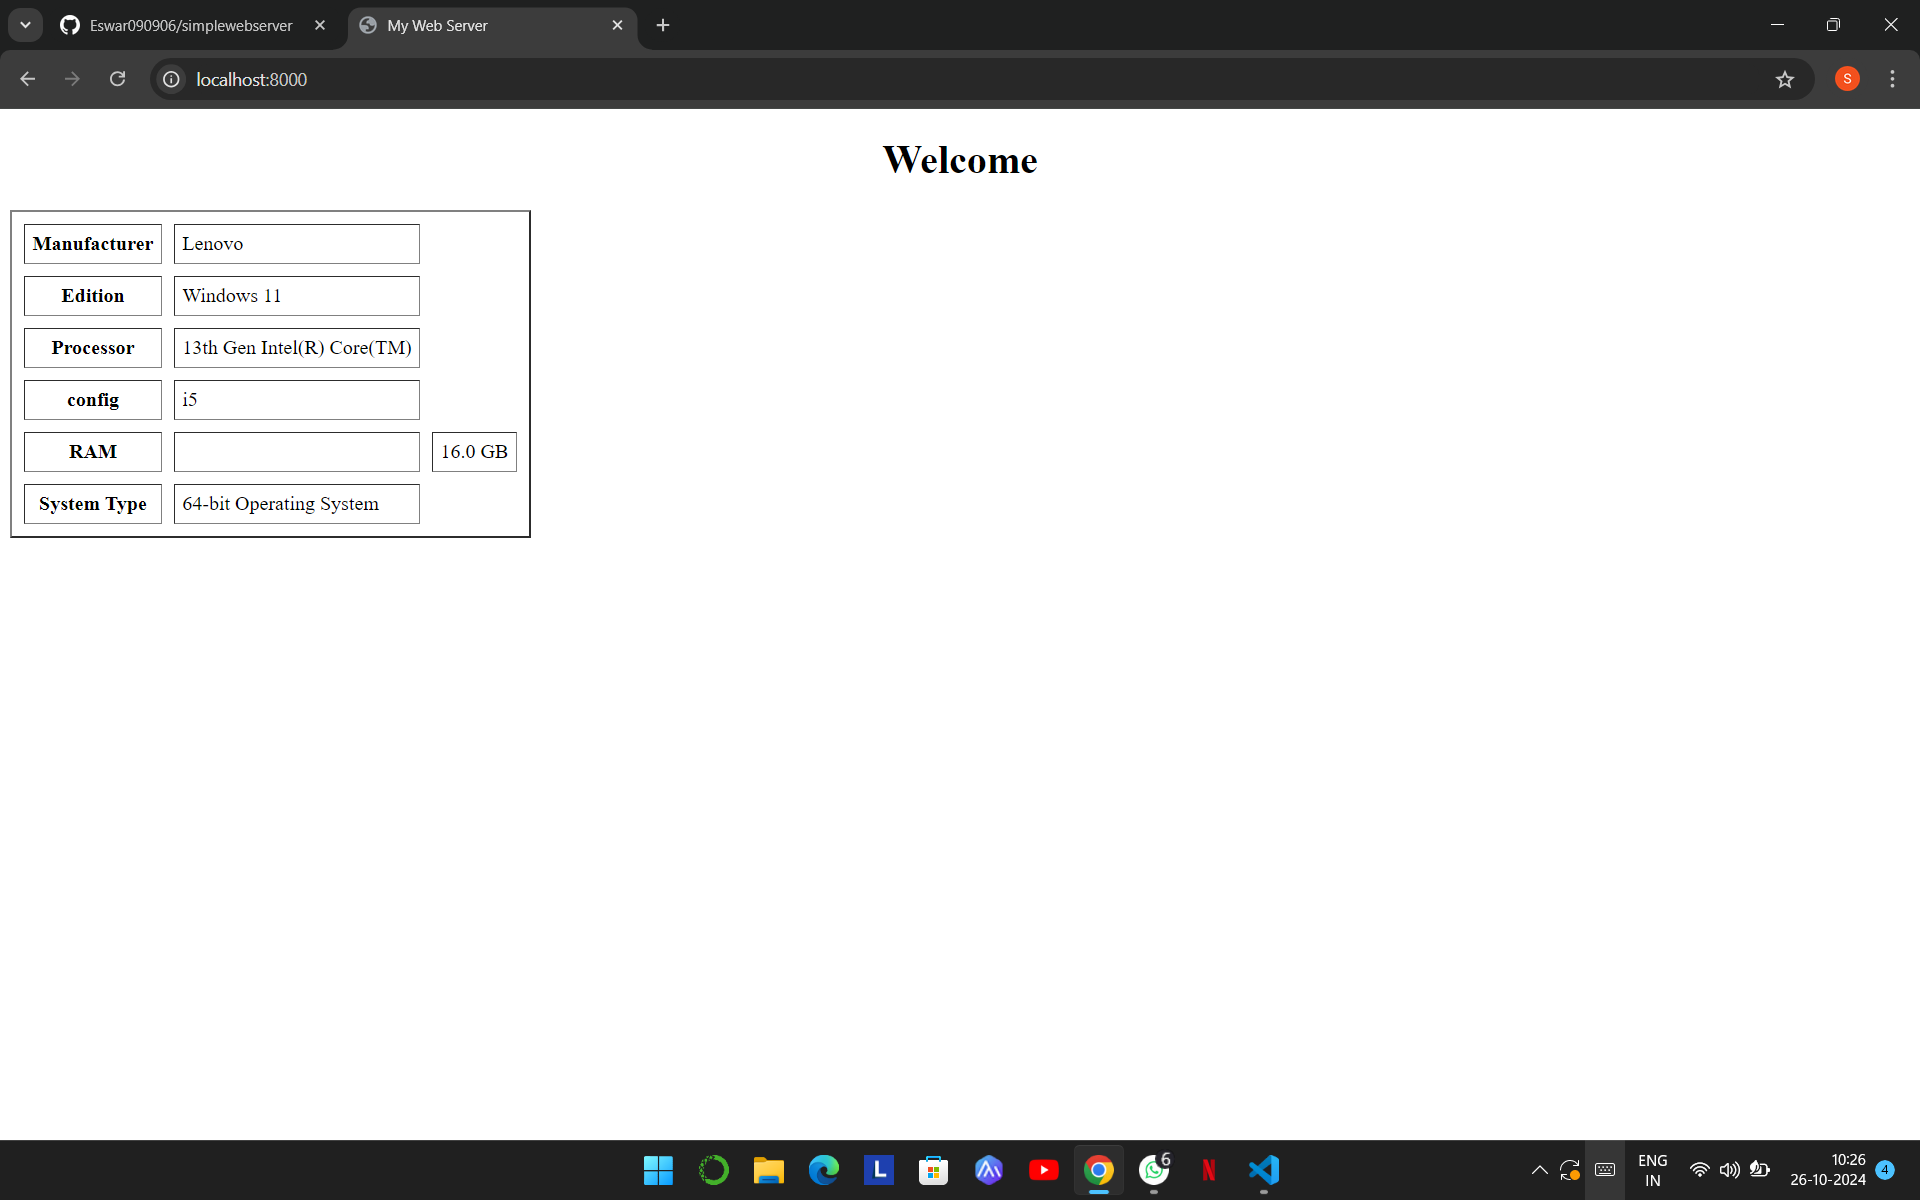 Eswar090906/simplewebserver
My Web Server
localhost:8000
S
Welcome
Manufacturer Lenovo
Edition Windows 11
Processor 13th Gen Intel(R) Core(TM)
config i5
RAM 16.0 GB
System Type 64-bit Operating System
L
6
N
ENG
IN
10:26
26-10-2024
4